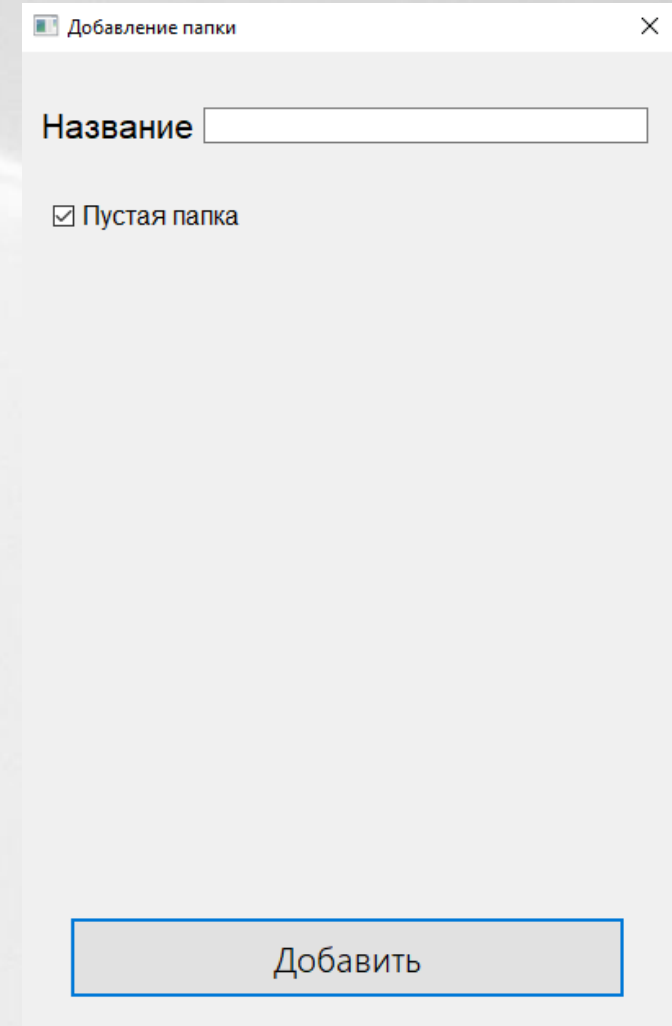 Добавление папки
Название
Пустая папка
Добавить